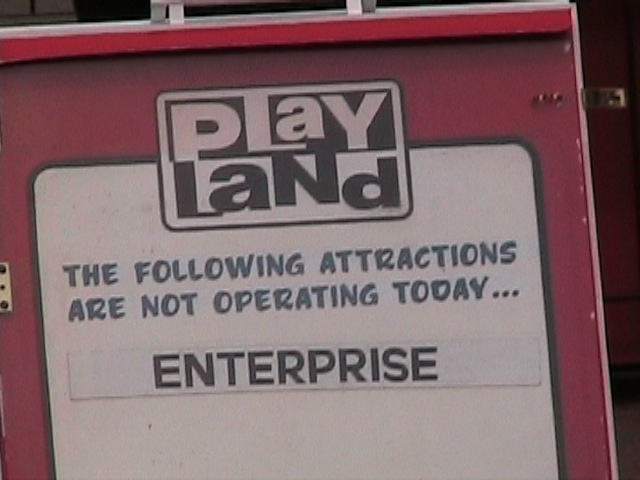 PLaY
LaNd
THE FOLLOWING ATTRACTIONS
ARE NOT OPERATING TODAY...
ENTERPRISE